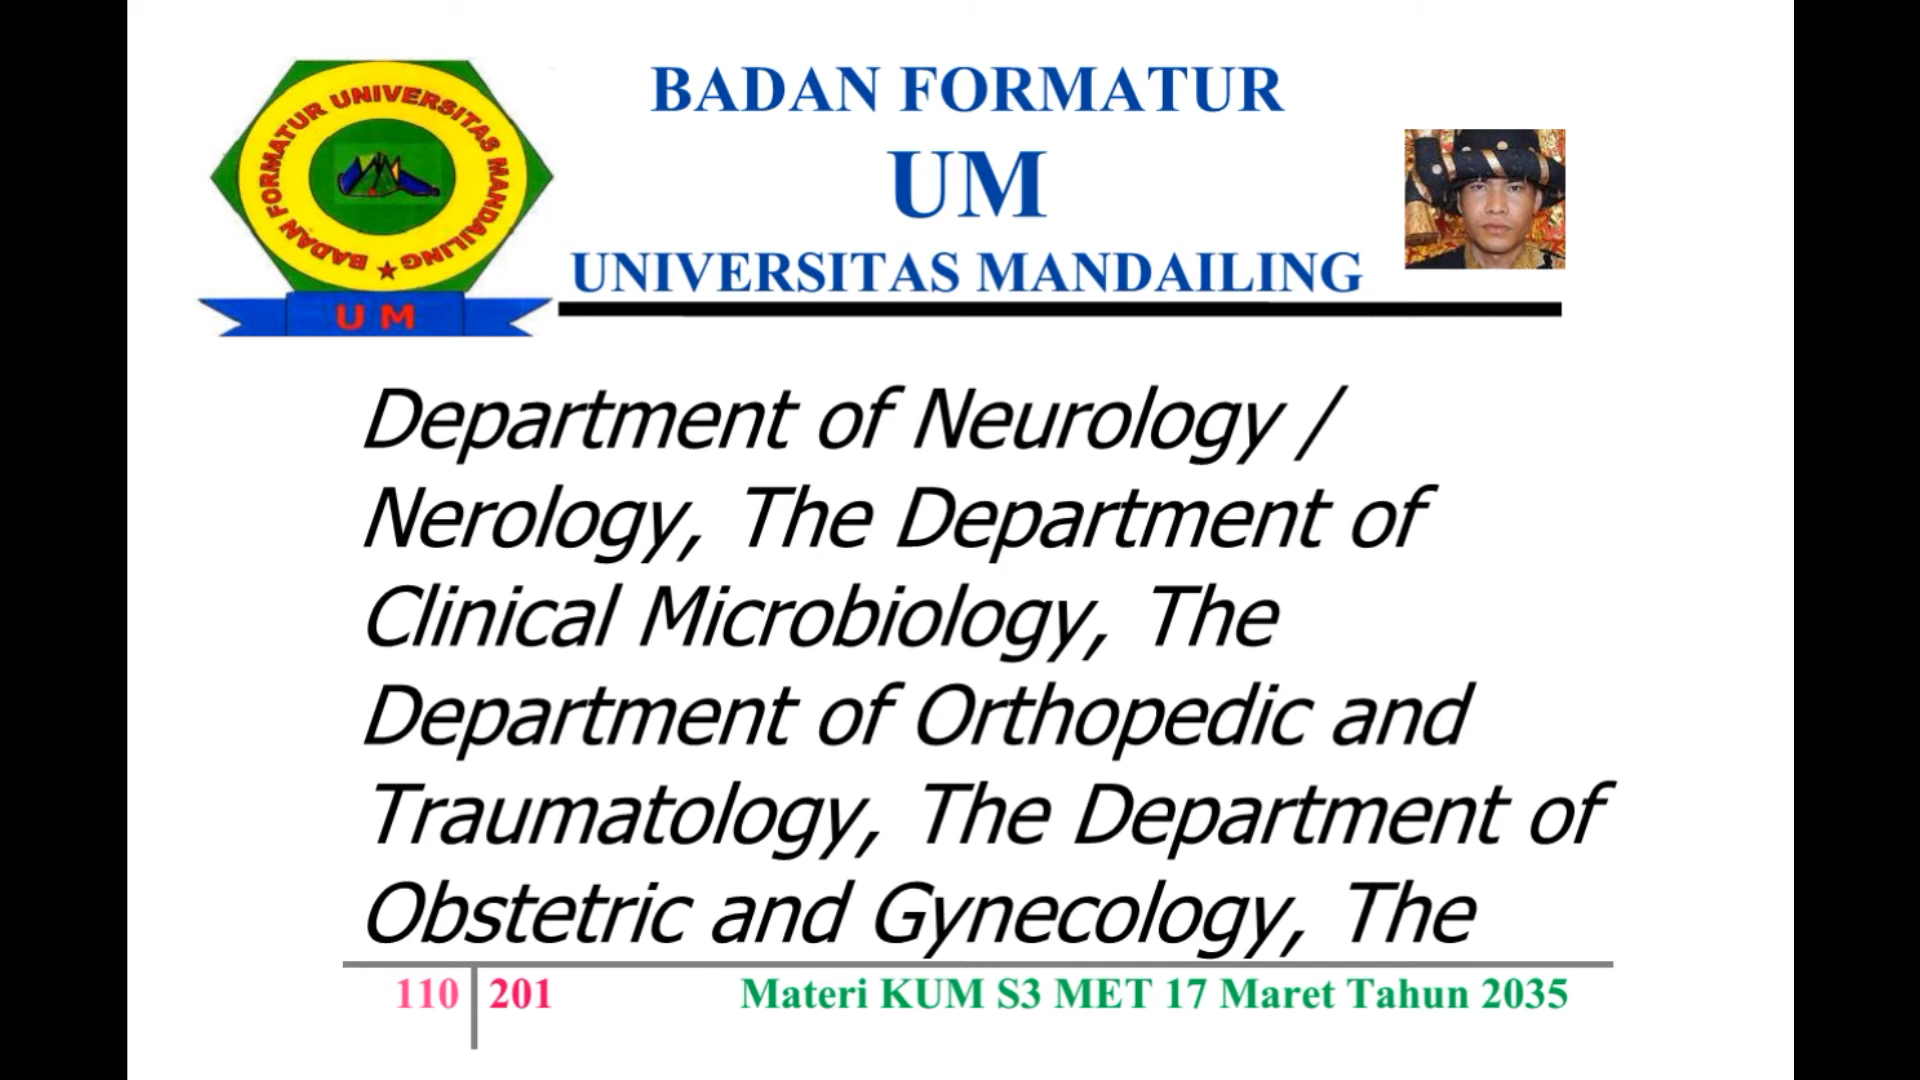 BADAN FORMATUR UNIVERSITAS MANDAILING
U M
BADAN FORMATUR
UM
UNIVERSITAS MANDAILING
Department of Neurology /
Nerology, The Department of
Clinical Microbiology, The
Department of Orthopedic and
Traumatology, The Department of
Obstetric and Gynecology, The
110 201 Materi KUM S3 MET 17 Maret Tahun 2035